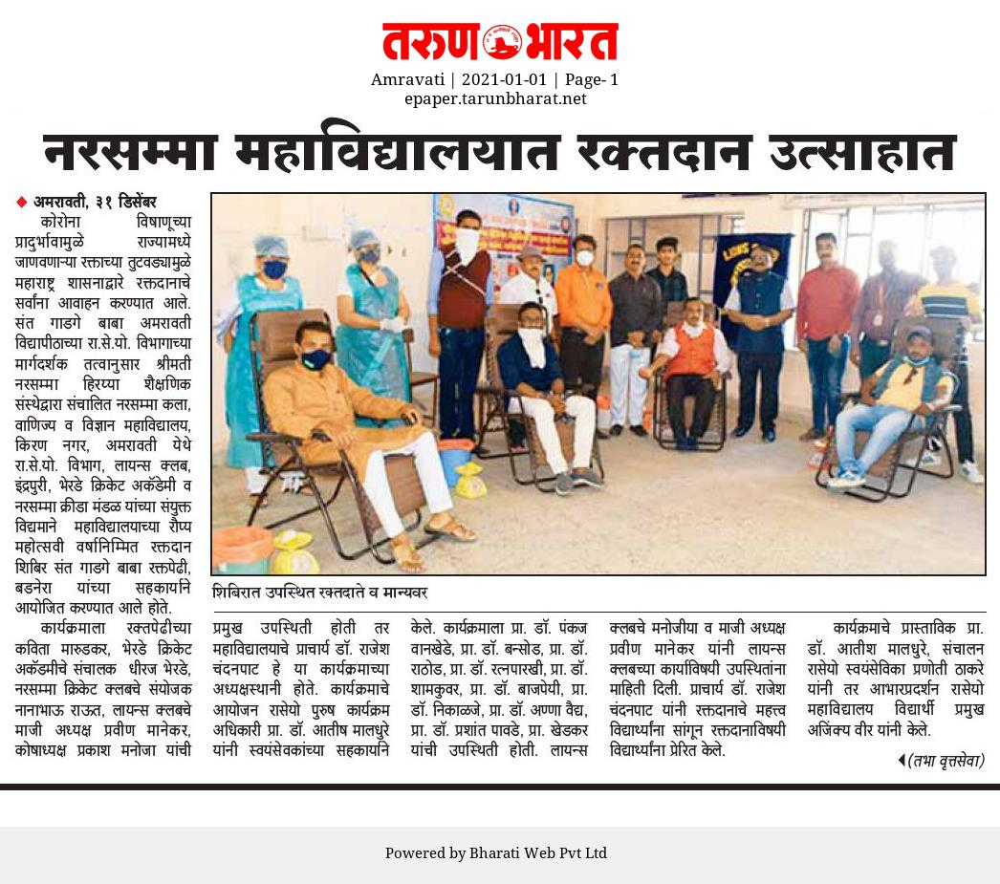 तरुण भारत
Amravati | 2021-01-01 | Page- 1
epaper.tarunbharat.net
नरसम्मा महाविद्यालयात रक्तदान उत्साहात
◆ अमरावती, ३१ डिसेंबर
कोरोना विषाणूच्या
प्रादुर्भावामुळे राज्यामध्ये
जाणवणाऱ्या रक्ताच्या तुटवड्यामुळे
महाराष्ट्र शासनाद्वारे रक्तदानाचे
सर्वांना आवाहन करण्यात आले.
संत गाडगे बाबा अमरावती
विद्यापीठाच्या रा.से.यो. विभागाच्या
मार्गदर्शक तत्वानुसार श्रीमती
नरसम्मा हिरय्या शैक्षणिक
संस्थेद्वारा संचालित नरसम्मा कला,
वाणिज्य व विज्ञान महाविद्यालय,
किरण नगर, अमरावती येथे
रा.से.यो. विभाग, लायन्स क्लब,
इंद्रपुरी, भेरडे क्रिकेट अकॅडेमी व
नरसम्मा क्रीडा मंडळ यांच्या संयुक्त
विद्यमाने महाविद्यालयाच्या रौप्य
महोत्सवी वर्षानिम्मित रक्तदान
शिबिर संत गाडगे बाबा रक्तपेढी,
बडनेरा यांच्या सहकार्याने
आयोजित करण्यात आले होते.
कार्यक्रमाला रक्तपेढीच्या
कविता मारुडकर, भेरडे क्रिकेट
अकॅडमीचे संचालक धीरज भेरडे,
नरसम्मा क्रिकेट क्लबचे संयोजक
नानाभाऊ राऊत, लायन्स क्लबचे
माजी अध्यक्ष प्रवीण मानेकर,
कोषाध्यक्ष प्रकाश मनोजा यांची
शिबिरात उपस्थित रक्तदाते व मान्यवर
प्रमुख उपस्थिती होती तर
महाविद्यालयाचे प्राचार्य डॉ. राजेश
चंदनपाट हे या कार्यक्रमाच्या
अध्यक्षस्थानी होते. कार्यक्रमाचे
आयोजन रासेयो पुरुष कार्यक्रम
अधिकारी प्रा. डॉ. आतीष मालधुरे
यांनी स्वयंसेवकांच्या सहकार्याने
केले. कार्यक्रमाला प्रा. डॉ. पंकज
वानखेडे, प्रा. डॉ. बन्सोड, प्रा. डॉ.
राठोड, प्रा. डॉ. रत्नपारखी, प्रा. डॉ.
शामकुवर, प्रा. डॉ. बाजपेयी, प्रा.
डॉ. निकाळजे, प्रा. डॉ. अण्णा वैद्य,
प्रा. डॉ. प्रशांत पावडे, प्रा. खेडकर
यांची उपस्थिती होती. लायन्स
क्लबचे मनोजीया व माजी अध्यक्ष
प्रवीण मानेकर यांनी लायन्स
क्लबच्या कार्याविषयी उपस्थितांना
माहिती दिली. प्राचार्य डॉ. राजेश
चंदनपाट यांनी रक्तदानाचे महत्त्व
विद्यार्थ्यांना सांगून रक्तदानाविषयी
विद्यार्थ्यांना प्रेरित केले.
कार्यक्रमाचे प्रास्ताविक प्रा.
डॉ. आतीश मालधुरे, संचालन
रासेयो स्वयंसेविका प्रणोती ठाकरे
यांनी तर आभारप्रदर्शन रासेयो
महाविद्यालय विद्यार्थी प्रमुख
अजिंक्य वीर यांनी केले.
◀(तभा वृत्तसेवा)
Powered by Bharati Web Pvt Ltd